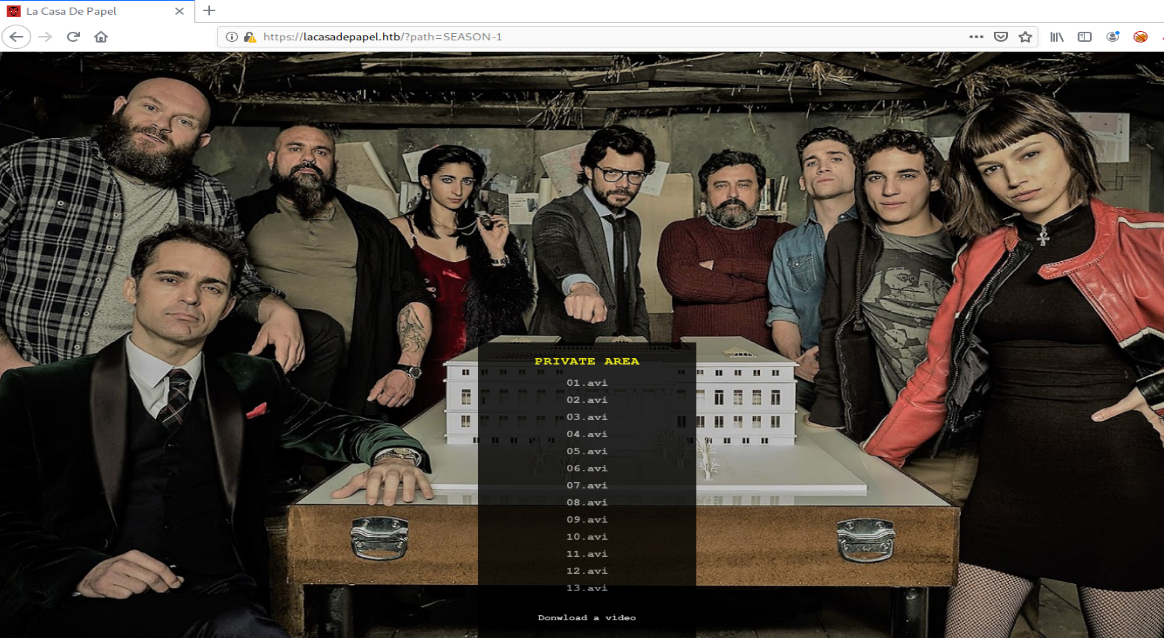 La Casa De Papel
https://lacasadepapel.htb/?path=SEASON-1
PRIVATE AREA
01.avi
02.avi
03.avi
04.avi
05.avi
06.avi
07.avi
08.avi
09.avi
10.avi
11.avi
12.avi
13.avi
Donwload a video